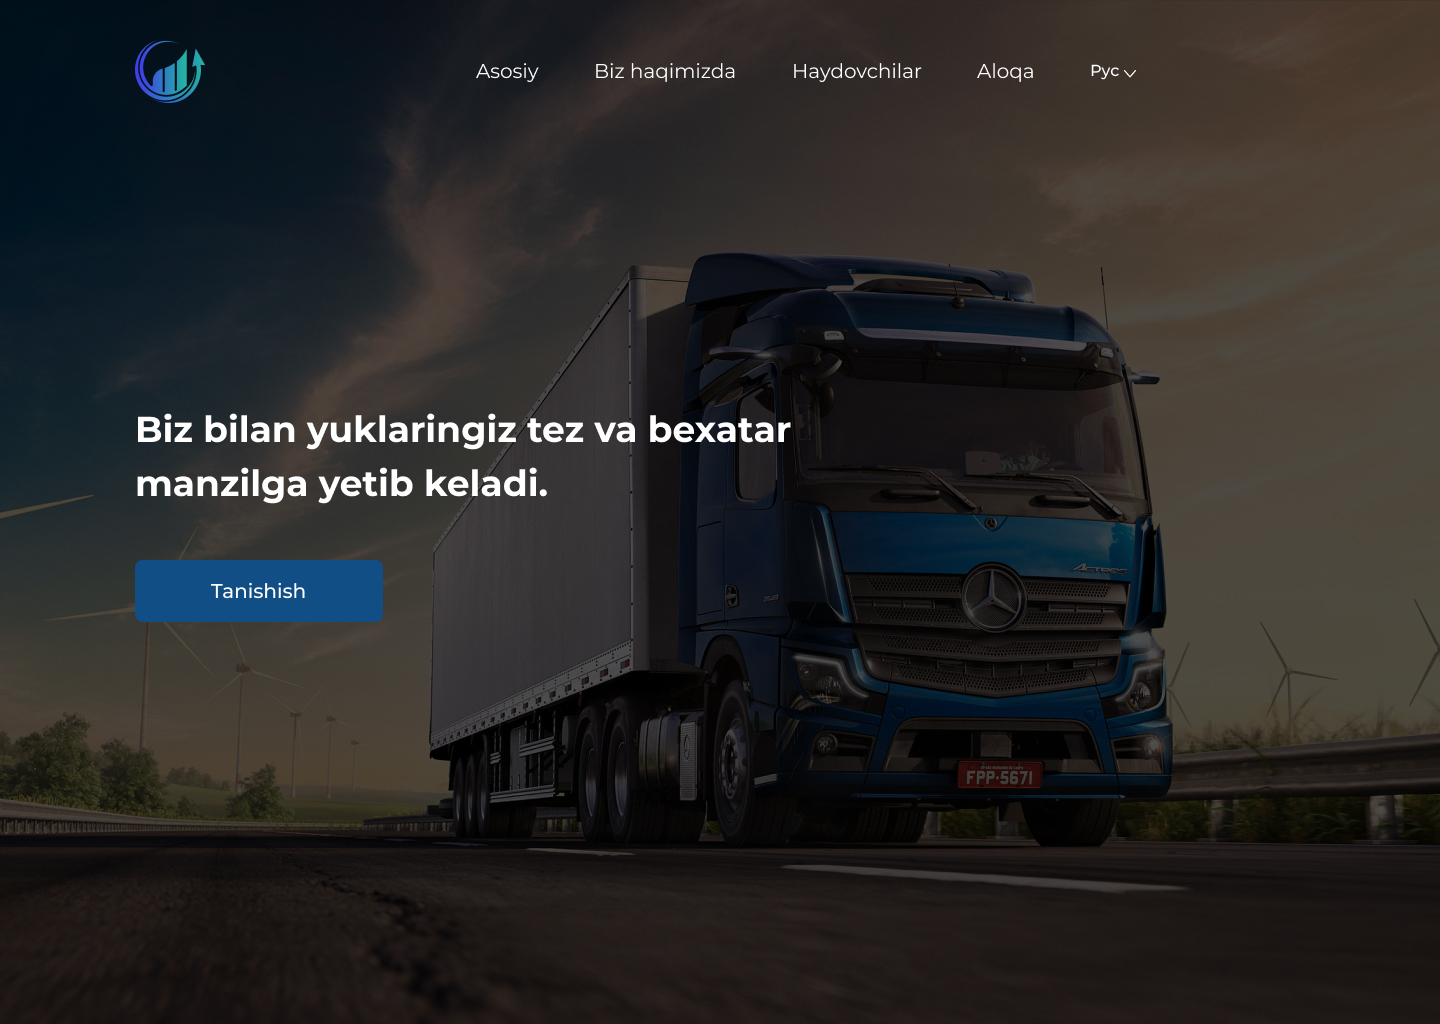 Asosiy Biz haqimizda Haydovchilar Aloqa Рус
Biz bilan yuklaringiz tez va bexatar
manzilga yetib keladi.
Tanishish
ACTROS
FPP-5671